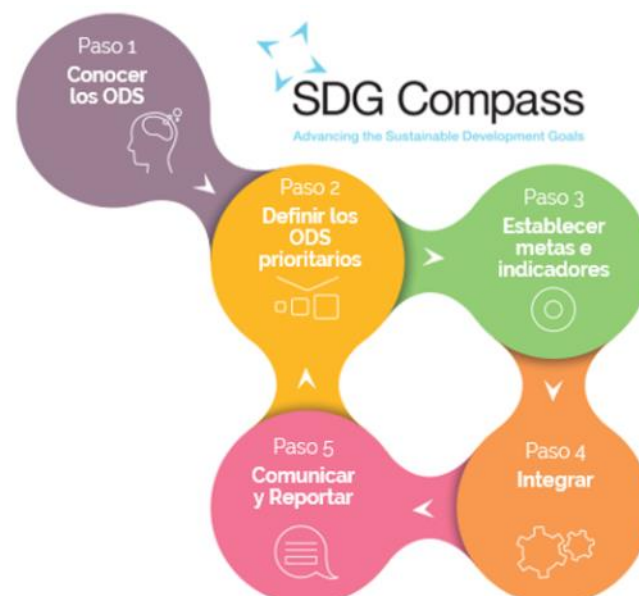 Paso 1
Conocer
los ODS
SDG Compass
Advancing the Sustainable Development Goals
Paso 2
Definir los
ODS
prioritarios
Paso 3
Establecer
metas e
indicadores
Paso 4
Integrar
Paso 5
Comunicar
y Reportar